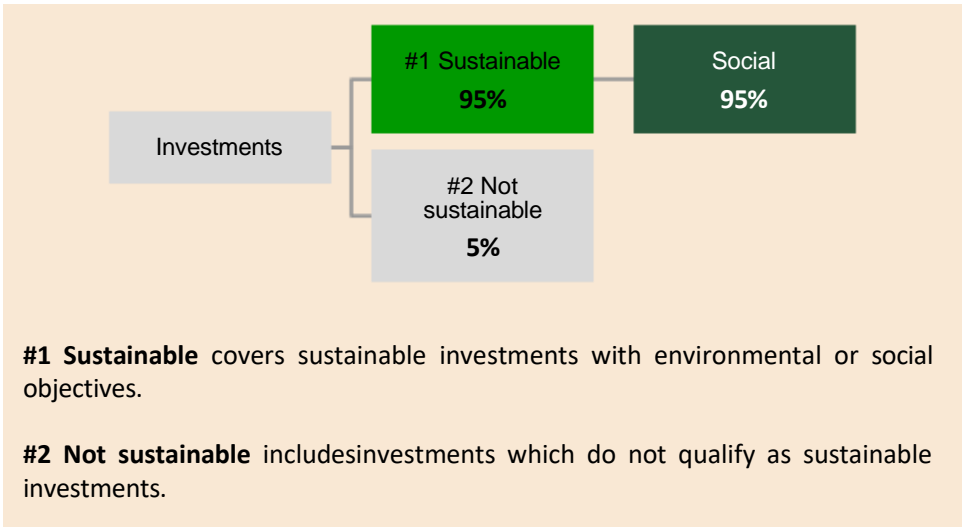 #1 Sustainable
95%
Social
95%
Investments
#2 Not
sustainable
5%
#1 Sustainable covers sustainable investments with environmental or social
objectives.
#2 Not sustainable includesinvestments which do not qualify as sustainable
investments.